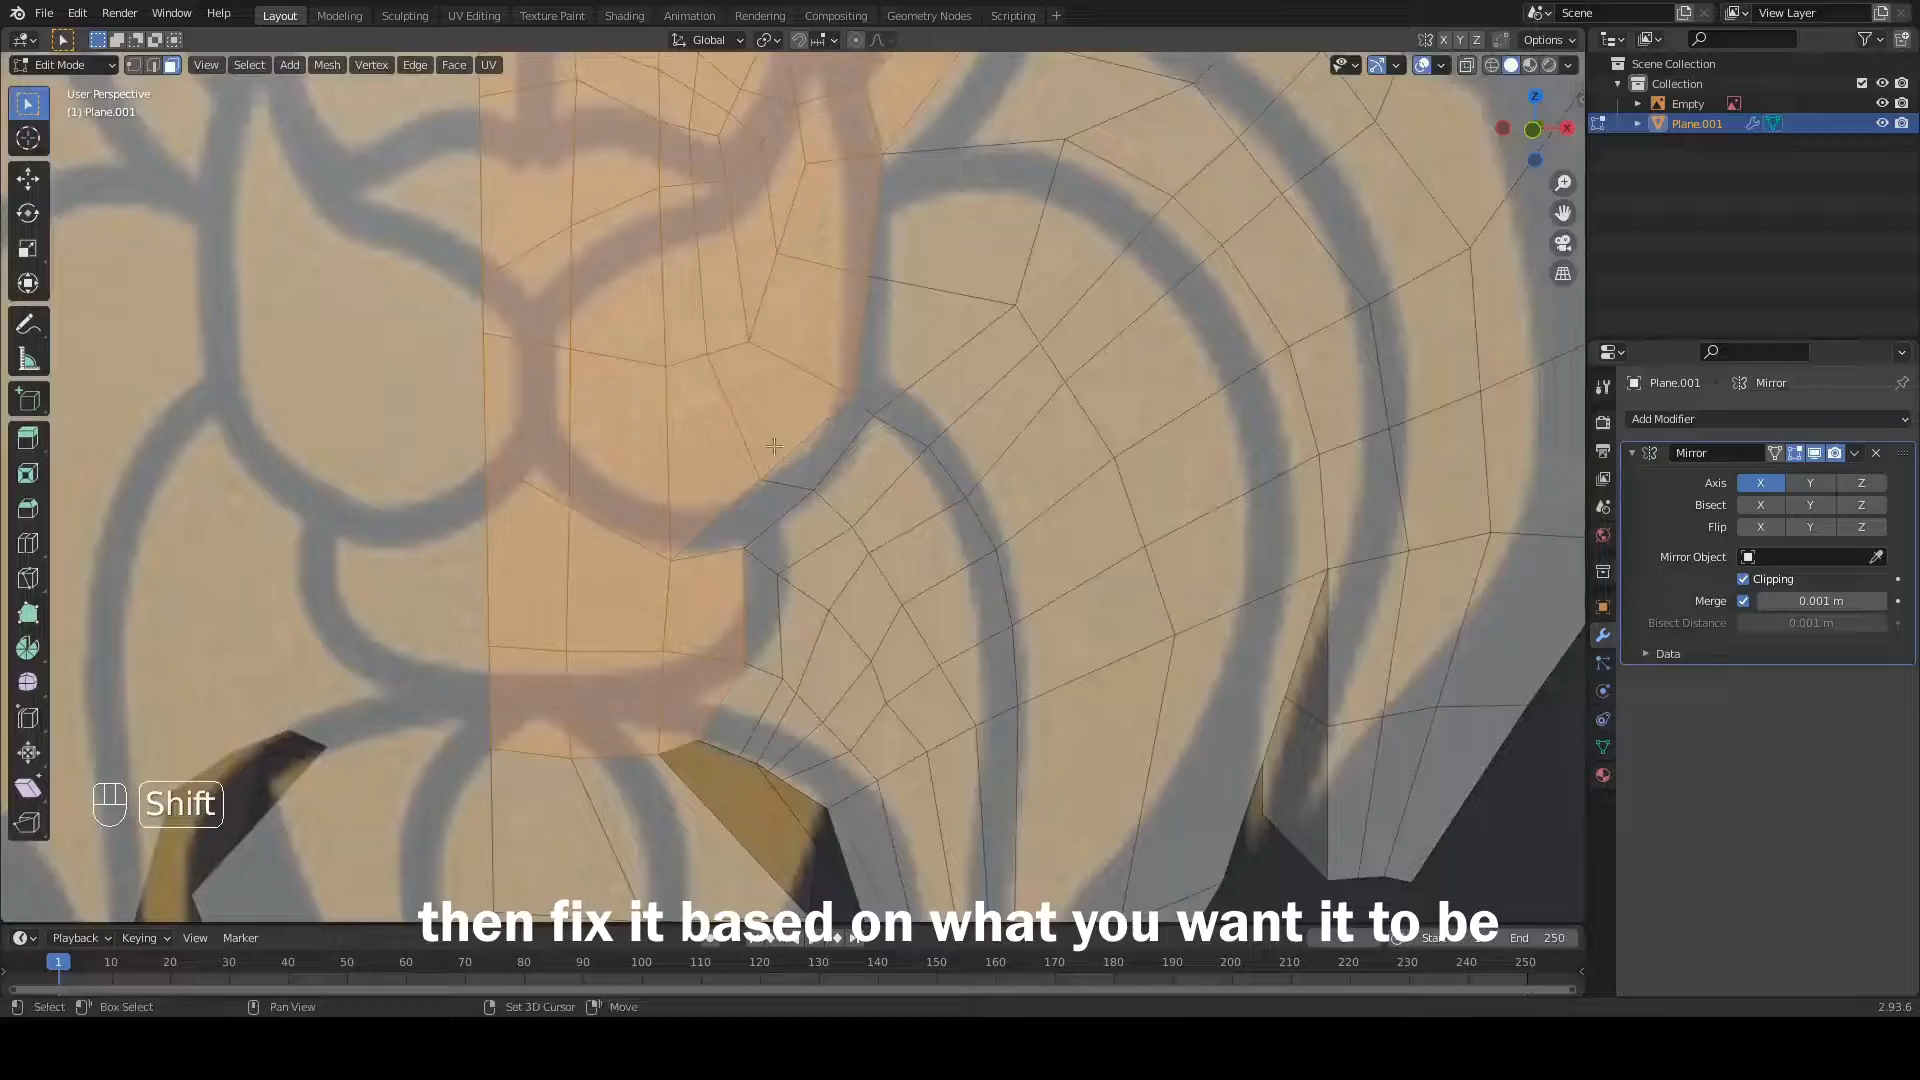 File Edit Render Window Help Layout Modeling Sculpting UV Editing Texture Paint Shading Animation Rendering Compositing Geometry Nodes Scripting + Scene View Layer
Global X Y Z Options
Edit Mode View Select Add Mesh Vertex Edge Face UV
User Perspective
(1) Plane.001
Z
X
Scene Collection
Collection
Empty
Plane.001
Plane.001 Mirror
Add Modifier
Mirror
Axis X Y Z
Bisect X Y Z
Flip X Y Z
Mirror Object
Clipping
Merge 0.001 m
Bisect Distance 0.001 m
Data
Shift
then fix it based on what you want it to be
Playback Keying View Marker Start End 250
1 10 20 30 40 50 60 70 80 90 100 110 120 130 140 150 160 170 180 190 200 210 220 230 240 250
Select Box Select Pan View Set 3D Cursor Move 2.93.6